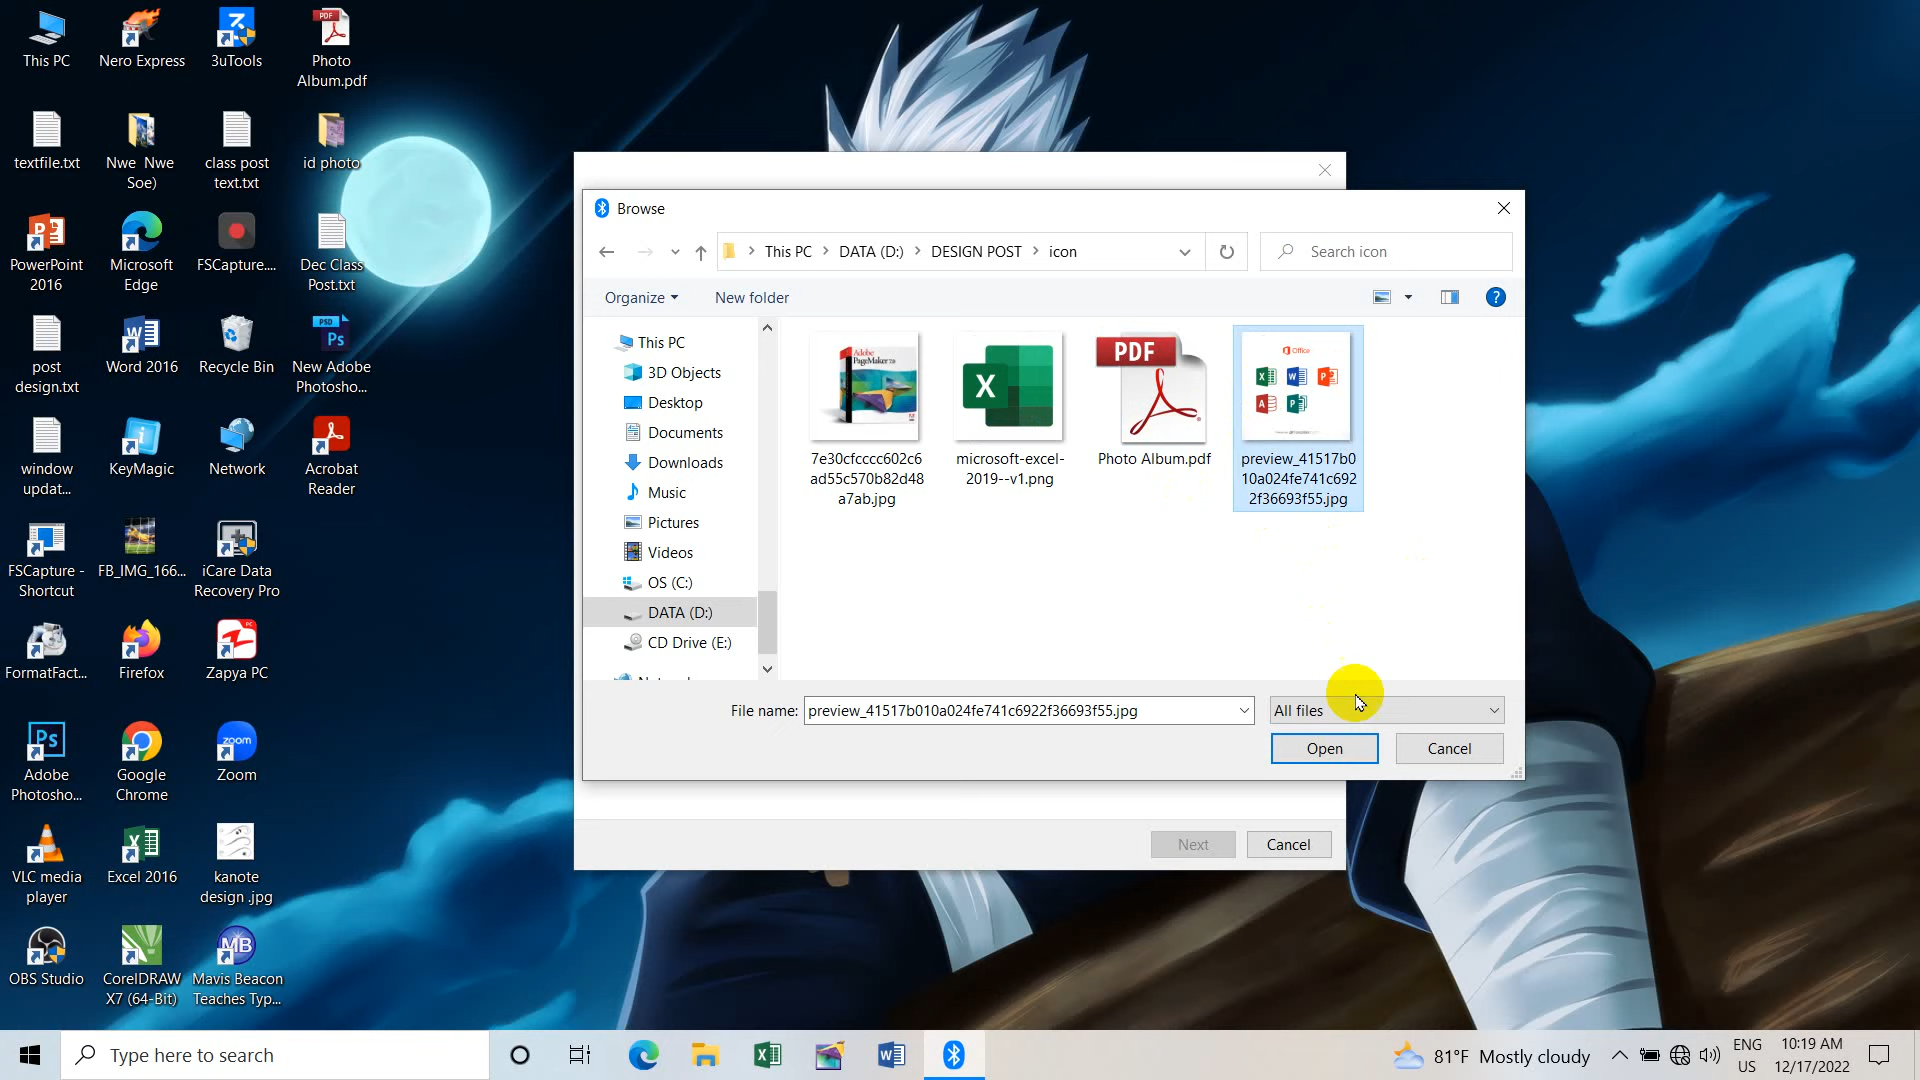 This PC
Nero Express
3uTools
Photo
Album.pdf
textfile.txt
Nwe Nwe
Soe)
class post
text.txt
id photo
PowerPoint
2016
Microsoft
Edge
FSCapture....
Dec Class
Post.txt
post
design.txt
Word 2016
Recycle Bin
New Adobe
Photosho...
window
updat...
KeyMagic
Network
Acrobat
Reader
FSCapture -
Shortcut
FB_IMG_166...
iCare Data
Recovery Pro
FormatFact...
Firefox
Zapya PC
Adobe
Photosho...
Google
Chrome
Zoom
VLC media
player
Excel 2016
kanote
design .jpg
OBS Studio
CorelDRAW
X7 (64-Bit)
Mavis Beacon
Teaches Typ...
Browse
This PC
DATA (D:)
DESIGN POST
icon
Search icon
Organize
New folder
This PC
3D Objects
Desktop
Documents
Downloads
Music
Pictures
Videos
OS (C:)
DATA (D:)
CD Drive (E:)
Adobe
PageMaker 7.0
7e30cfcccc602c6
ad55c570b82d48
a7ab.jpg
X
microsoft-excel-
2019--v1.png
PDF
Photo Album.pdf
Office
preview_41517b0
10a024fe741c692
2f36693f55.jpg
File name:
preview_41517b010a024fe741c6922f36693f55.jpg
All files
Open
Cancel
Next
Cancel
Type here to search
81°F Mostly cloudy
ENG
US
10:19 AM
12/17/2022